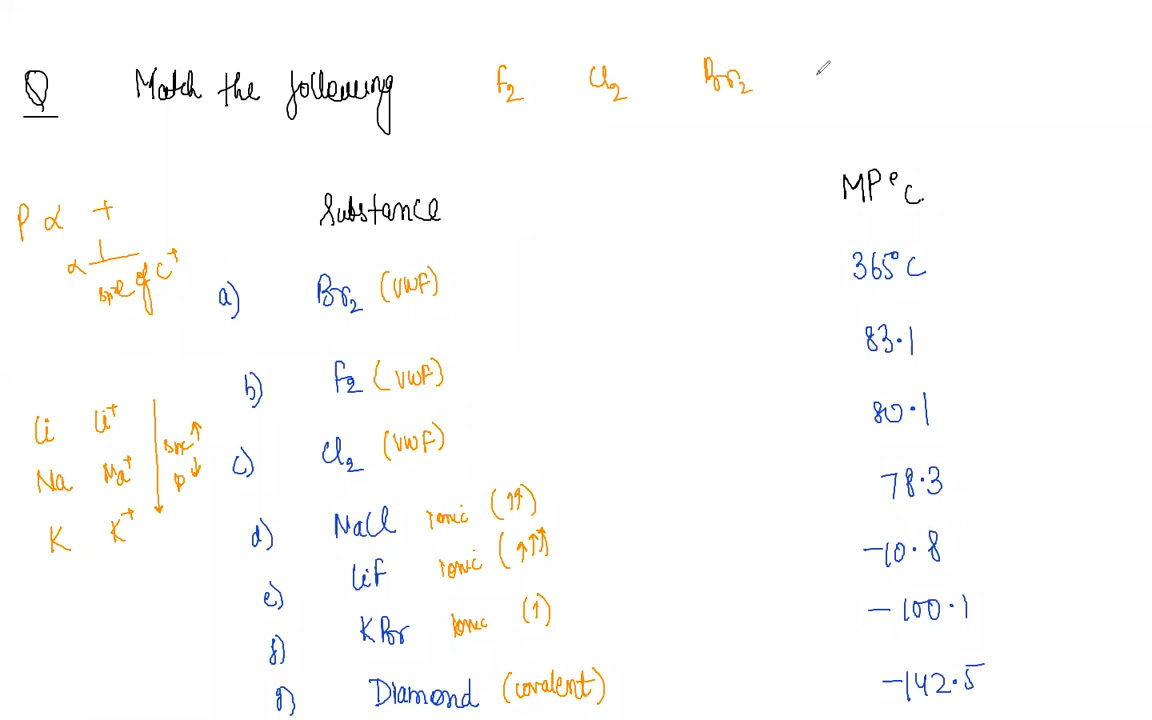 Q Match the following F2 Cl2 Br2
Substance MP°C
P α +
α 1
size of C+
a) Br2 (VWF) 365°C
b) F2 (VWF) 83.1
c) Cl2 (VWF) 80.1
d) NaCl Ionic (↑↑) 78.3
e) LiF Ionic (↑↑↑) -10.8
f) KBr Ionic (↑) -100.1
g) Diamond (covalent) -142.5
Li Li+
Na Na+
K K+
size ↑
P ↓